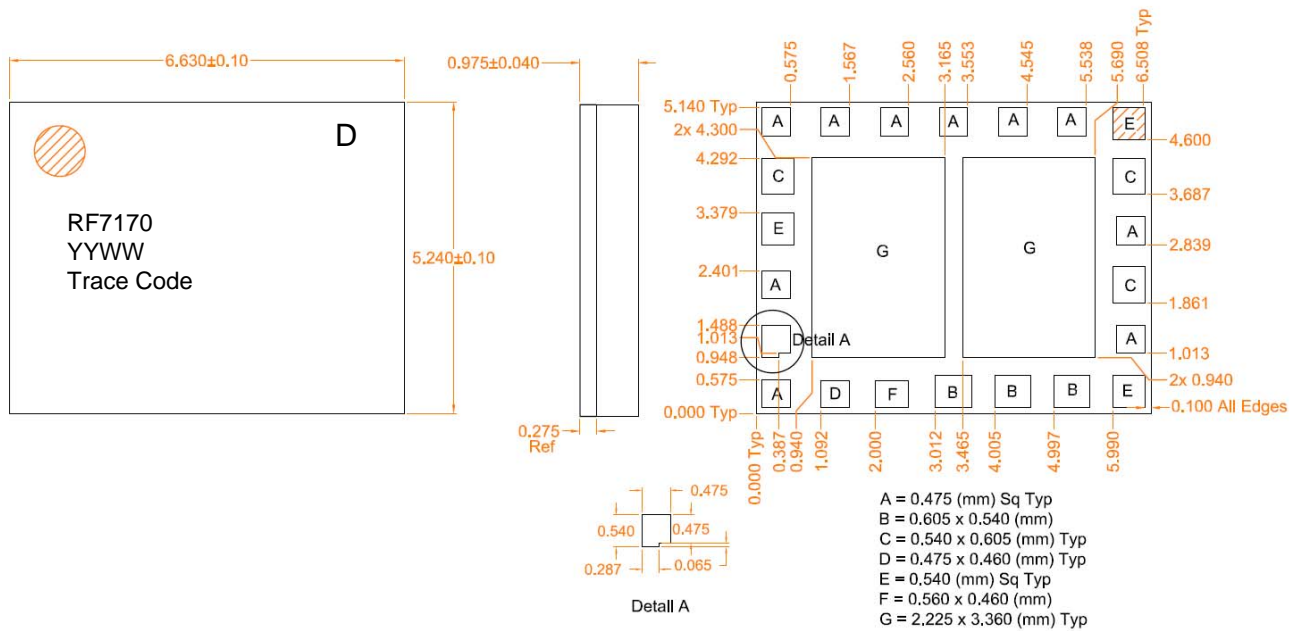 6.630±0.10
D
RF7170
YYWW
Trace Code
5.240±0.10
0.975±0.040
0.275
Ref
0.575
1.567
2.560
3.165
3.553
4.545
5.538
5.690
6.508 Typ
5.140 Typ
2x 4.300
4.292
3.379
2.401
1.488
1.013
0.948
0.575
0.000 Typ
A
A
A
A
A
A
E
C
E
A
Detail A
A
G
G
C
A
C
A
D
F
B
B
B
E
4.600
3.687
2.839
1.861
1.013
2x 0.940
0.100 All Edges
0.000 Typ
0.387
0.940
1.092
2.000
3.012
3.465
4.005
4.997
5.990
0.475
0.540
0.475
0.287
0.065
Detail A
A = 0.475 (mm) Sq Typ
B = 0.605 x 0.540 (mm)
C = 0.540 x 0.605 (mm) Typ
D = 0.475 x 0.460 (mm) Typ
E = 0.540 (mm) Sq Typ
F = 0.560 x 0.460 (mm)
G = 2.225 x 3.360 (mm) Typ